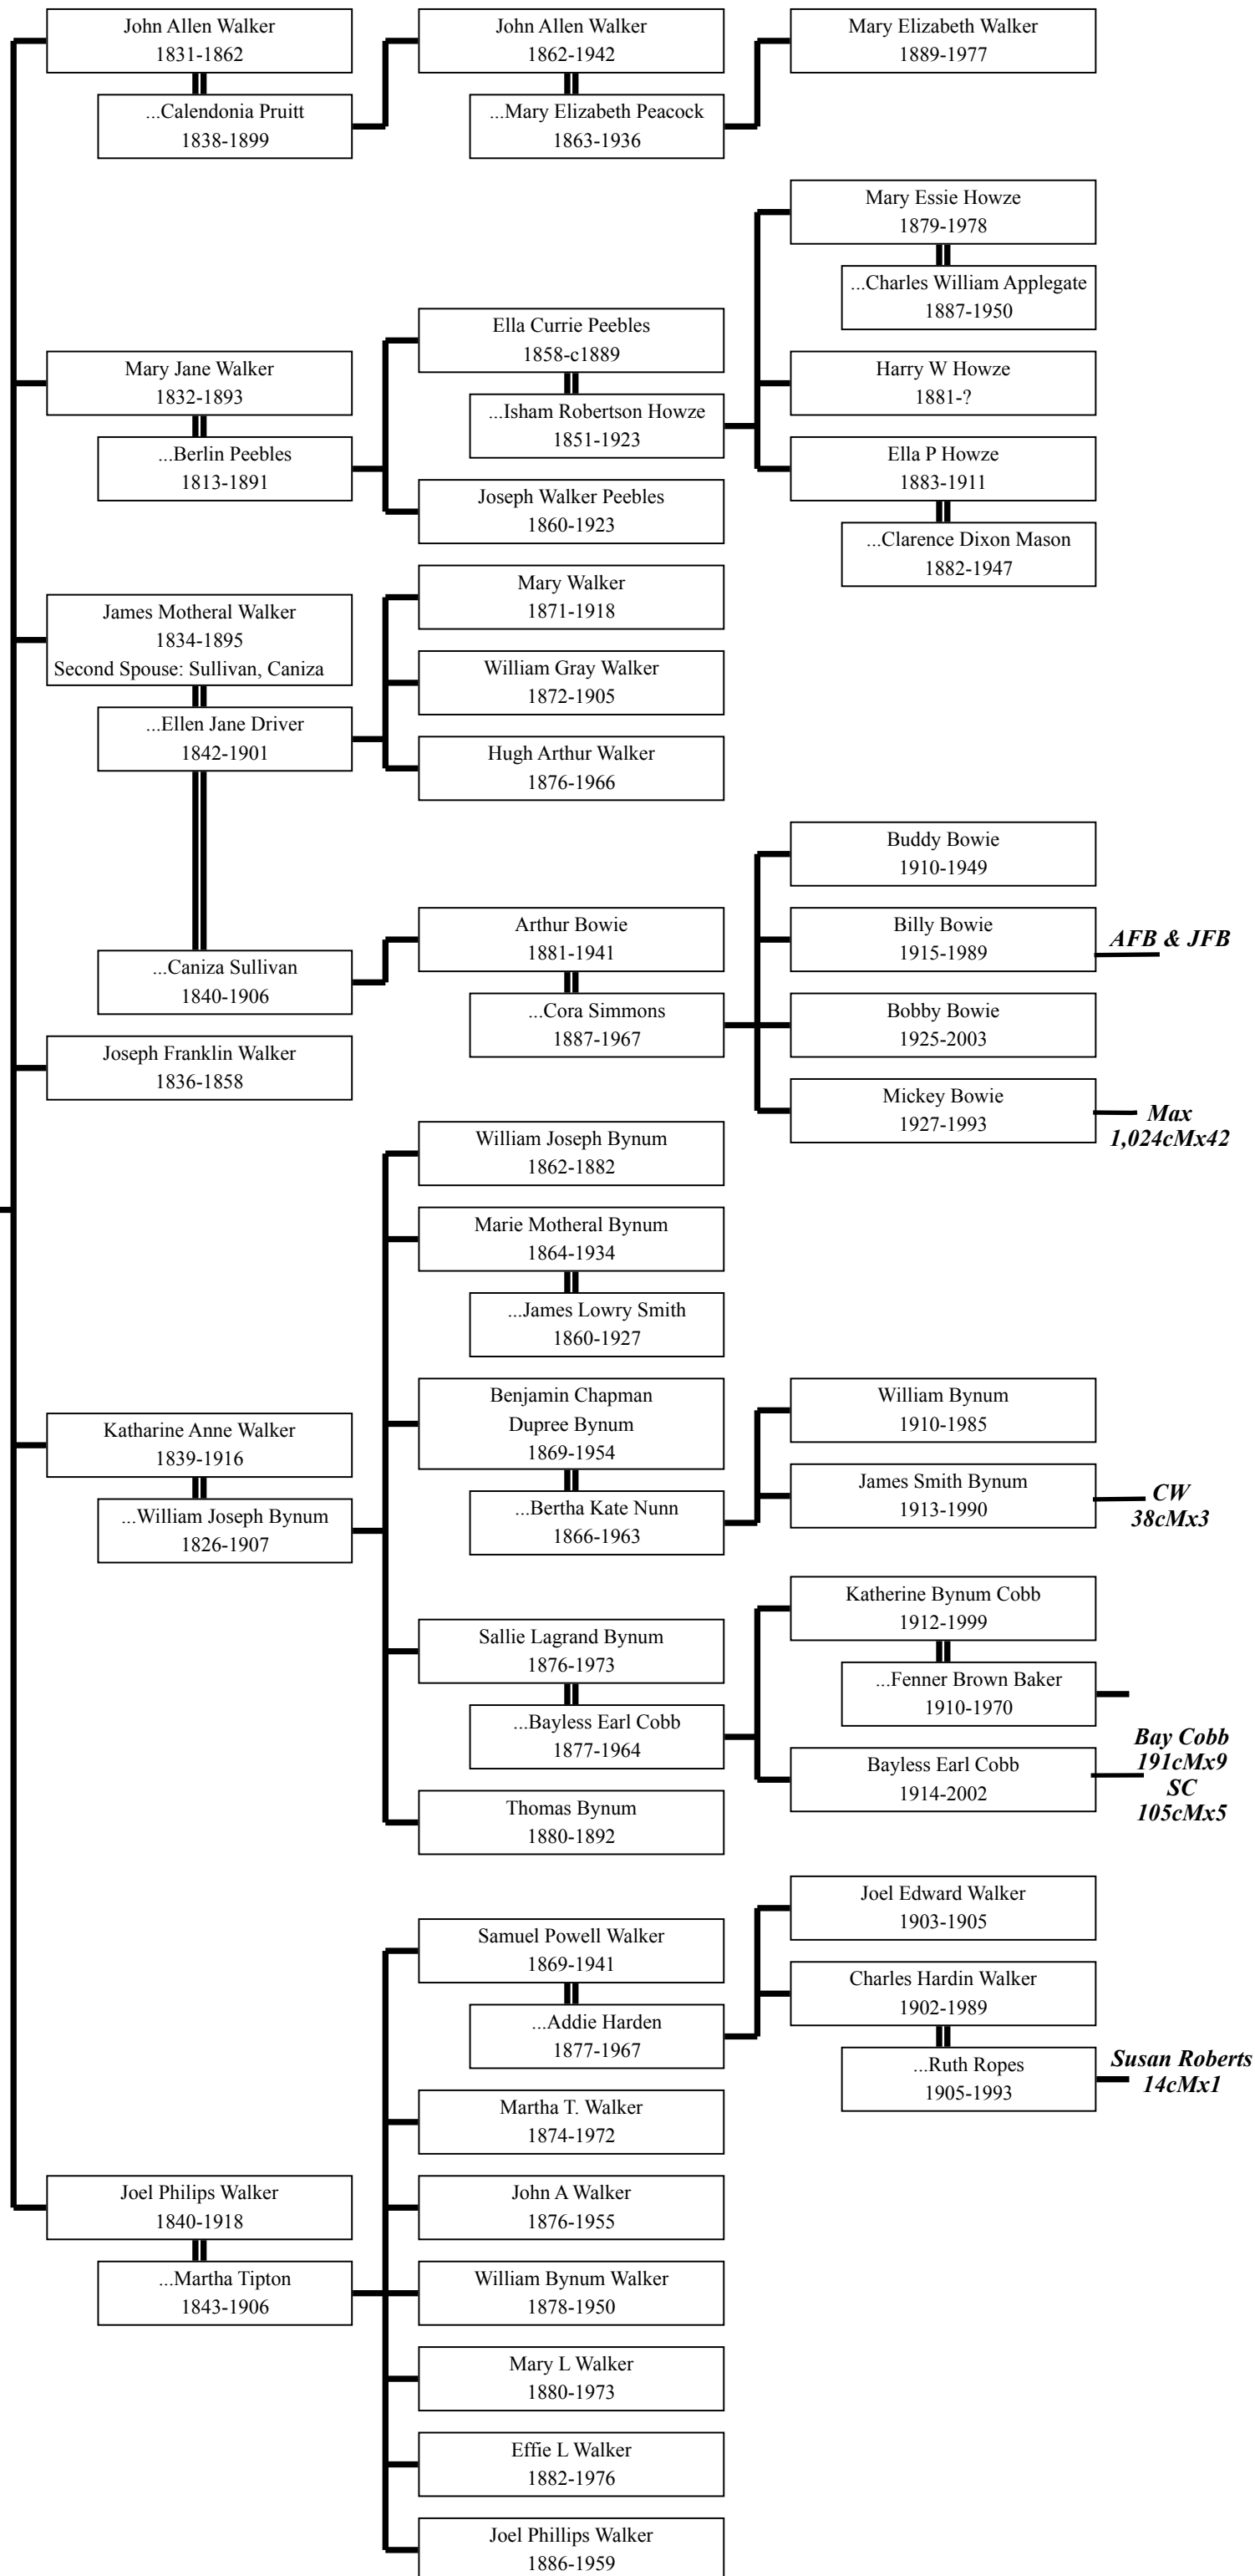 John Allen Walker
1831-1862
...Calendonia Pruitt
1838-1899
John Allen Walker
1862-1942
...Mary Elizabeth Peacock
1863-1936
Mary Elizabeth Walker
1889-1977
Mary Jane Walker
1832-1893
...Berlin Peebles
1813-1891
Ella Currie Peebles
1858-c1889
...Isham Robertson Howze
1851-1923
Mary Essie Howze
1879-1978
...Charles William Applegate
1887-1950
Harry W Howze
1881-?
Ella P Howze
1883-1911
...Clarence Dixon Mason
1882-1947
Joseph Walker Peebles
1860-1923
James Motheral Walker
1834-1895
Second Spouse: Sullivan, Caniza
...Ellen Jane Driver
1842-1901
Mary Walker
1871-1918
William Gray Walker
1872-1905
Hugh Arthur Walker
1876-1966
...Caniza Sullivan
1840-1906
Arthur Bowie
1881-1941
...Cora Simmons
1887-1967
Buddy Bowie
1910-1949
Billy Bowie
1915-1989
AFB & JFB
Bobby Bowie
1925-2003
Mickey Bowie
1927-1993
Max
1,024cMx42
Joseph Franklin Walker
1836-1858
Katharine Anne Walker
1839-1916
...William Joseph Bynum
1826-1907
William Joseph Bynum
1862-1882
Marie Motheral Bynum
1864-1934
...James Lowry Smith
1860-1927
Benjamin Chapman
Dupree Bynum
1869-1954
...Bertha Kate Nunn
1866-1963
William Bynum
1910-1985
James Smith Bynum
1913-1990
CW
38cMx3
Sallie Lagrand Bynum
1876-1973
...Bayless Earl Cobb
1877-1964
Katherine Bynum Cobb
1912-1999
...Fenner Brown Baker
1910-1970
Bayless Earl Cobb
1914-2002
Bay Cobb
191cMx9
SC
105cMx5
Thomas Bynum
1880-1892
Joel Philips Walker
1840-1918
...Martha Tipton
1843-1906
Samuel Powell Walker
1869-1941
...Addie Harden
1877-1967
Joel Edward Walker
1903-1905
Charles Hardin Walker
1902-1989
...Ruth Ropes
1905-1993
Susan Roberts
14cMx1
Martha T. Walker
1874-1972
John A Walker
1876-1955
William Bynum Walker
1878-1950
Mary L Walker
1880-1973
Effie L Walker
1882-1976
Joel Phillips Walker
1886-1959